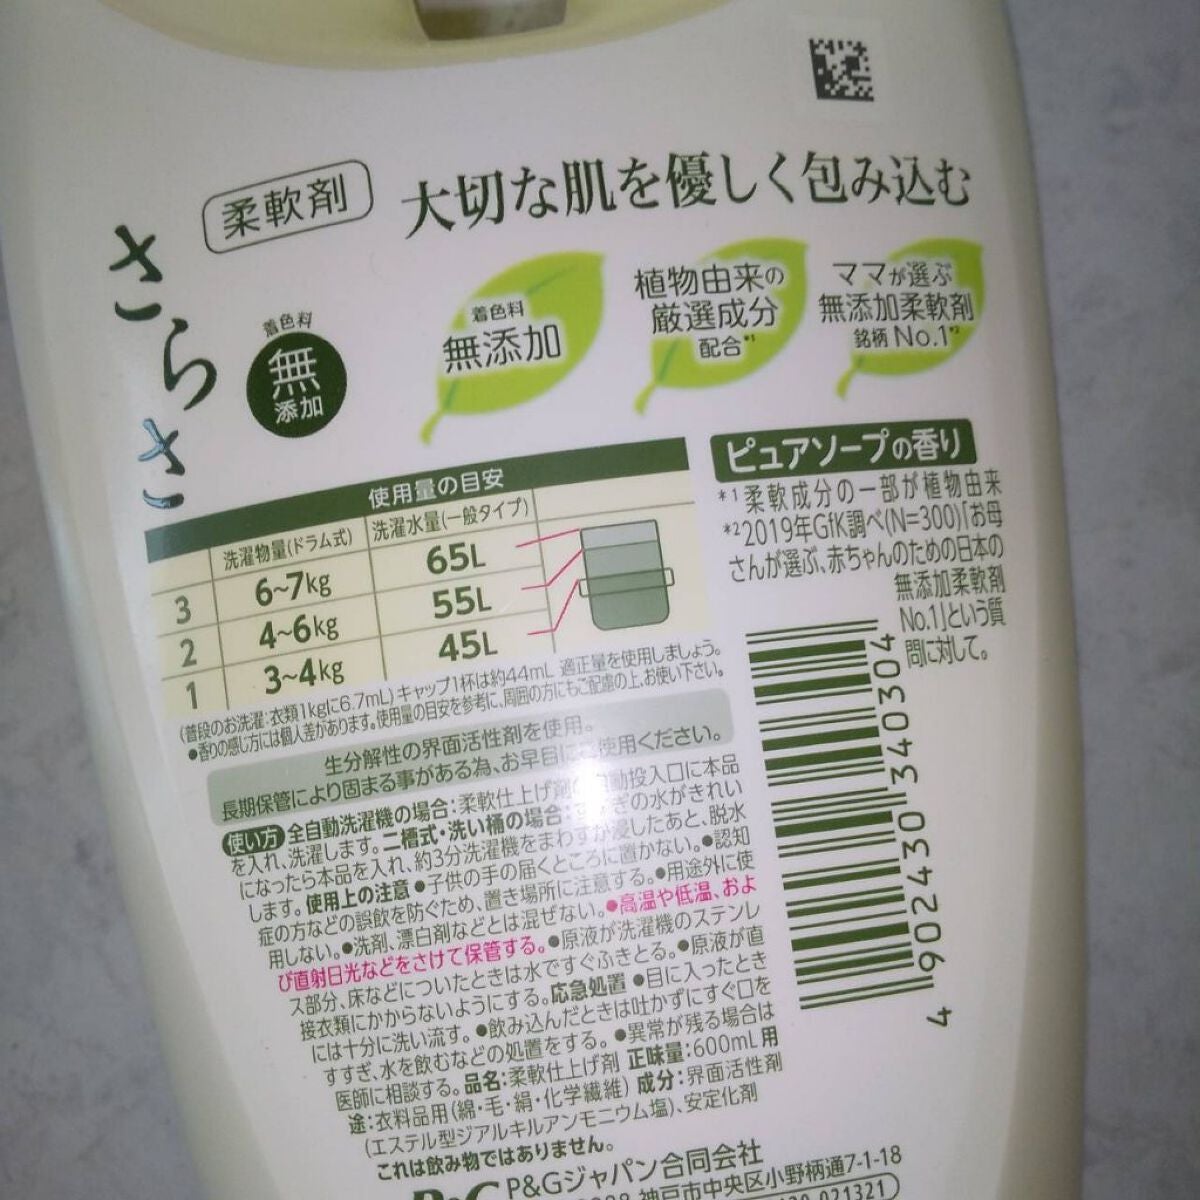 柔軟剤
大切な肌を優しく包み込む
さらさ
着色料
無
添加
着色料
無添加
植物由来の
厳選成分
配合*1
ママが選ぶ
無添加柔軟剤
銘柄 No.1*2
ピュアソープの香り
*1 柔軟成分の一部が植物由来
*2 2019年GfK調べ(N=300)「お母
さんが選ぶ、赤ちゃんのための日本の
無添加柔軟剤
No.1」という質
問に対して。
使用量の目安
洗濯物量(ドラム式) 洗濯水量(一般タイプ)
3 6~7kg 65L
2 4~6kg 55L
1 3~4kg 45L
(普段のお洗濯:衣類1kgに6.7mL) キャップ1杯は約44mL 適正量を使用しましょう。
●香りの感じ方には個人差があります。使用量の目安を参考に、周囲の方にもご配慮の上、お使い下さい。
生分解性の界面活性剤を使用。
長期保管により固まる事がある為、お早目に使用ください。
使い方 全自動洗濯機の場合:柔軟仕上げ剤 動投入口に本品
を入れ、洗濯します。二槽式・洗い桶の場合: ぎの水がきれい
になったら本品を入れ、約3分洗濯機をまわすか浸したあと、脱水
します。使用上の注意 ●子供の手の届くところに置かない。●認知
症の方などの誤飲を防ぐため、置き場所に注意する。●用途外に使
用しない。●洗剤、漂白剤などとは混ぜない。●高温や低温、およ
び直射日光などをさけて保管する。●原液が洗濯機のステンレ
ス部分、床などについたときは水ですぐふきとる。●原液が直
接衣類にかからないようにする。応急処置 ●目に入ったとき
には十分に洗い流す。●飲み込んだときは吐かずにすぐ口を
すすぎ、水を飲むなどの処置をする。●異常が残る場合は
医師に相談する。品名:柔軟仕上げ剤 正味量:600mL 用
途:衣料品用(綿・毛・絹・化学繊維) 成分:界面活性剤
(エステル型ジアルキルアンモニウム塩)、安定化剤
これは飲み物ではありません。
P&G P&Gジャパン合同会社
神戸市中央区小野柄通7-1-18
021321
4 902430 340304